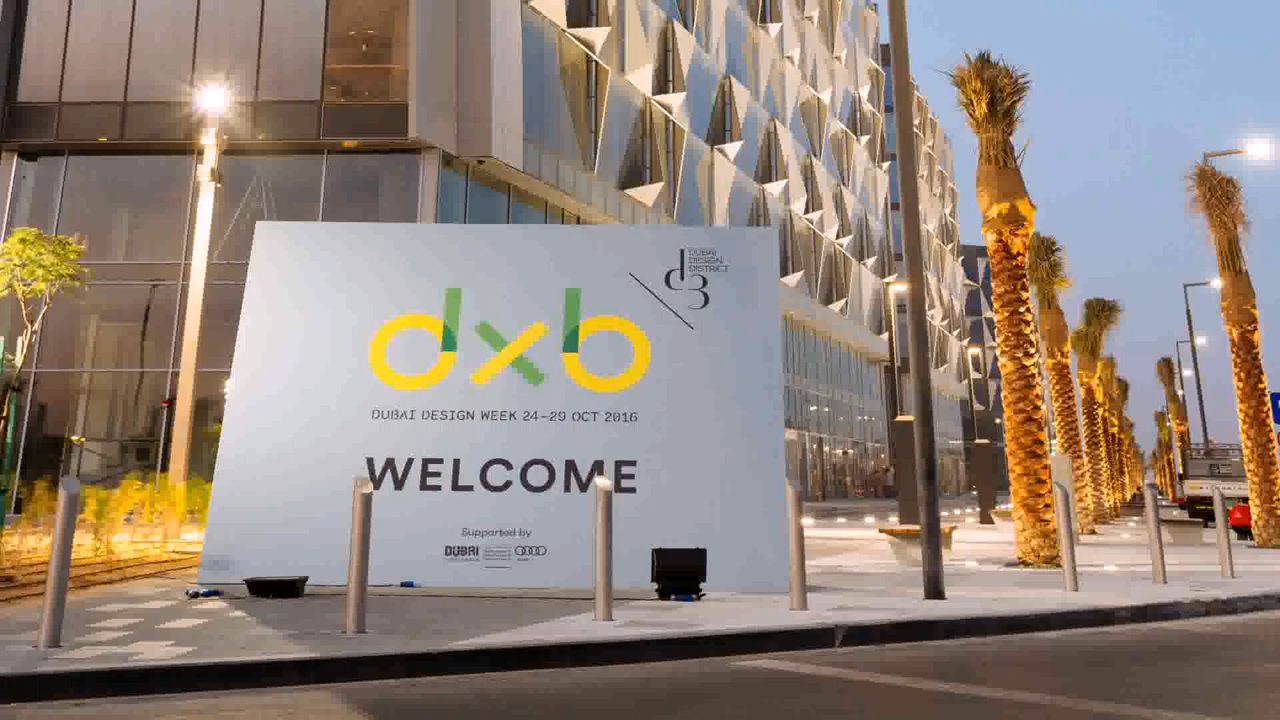 DUBAI
DESIGN
DISTRICT
d3
dxb
DUBAI DESIGN WEEK 24–29 OCT 2016
WELCOME
Supported by
DUBAI